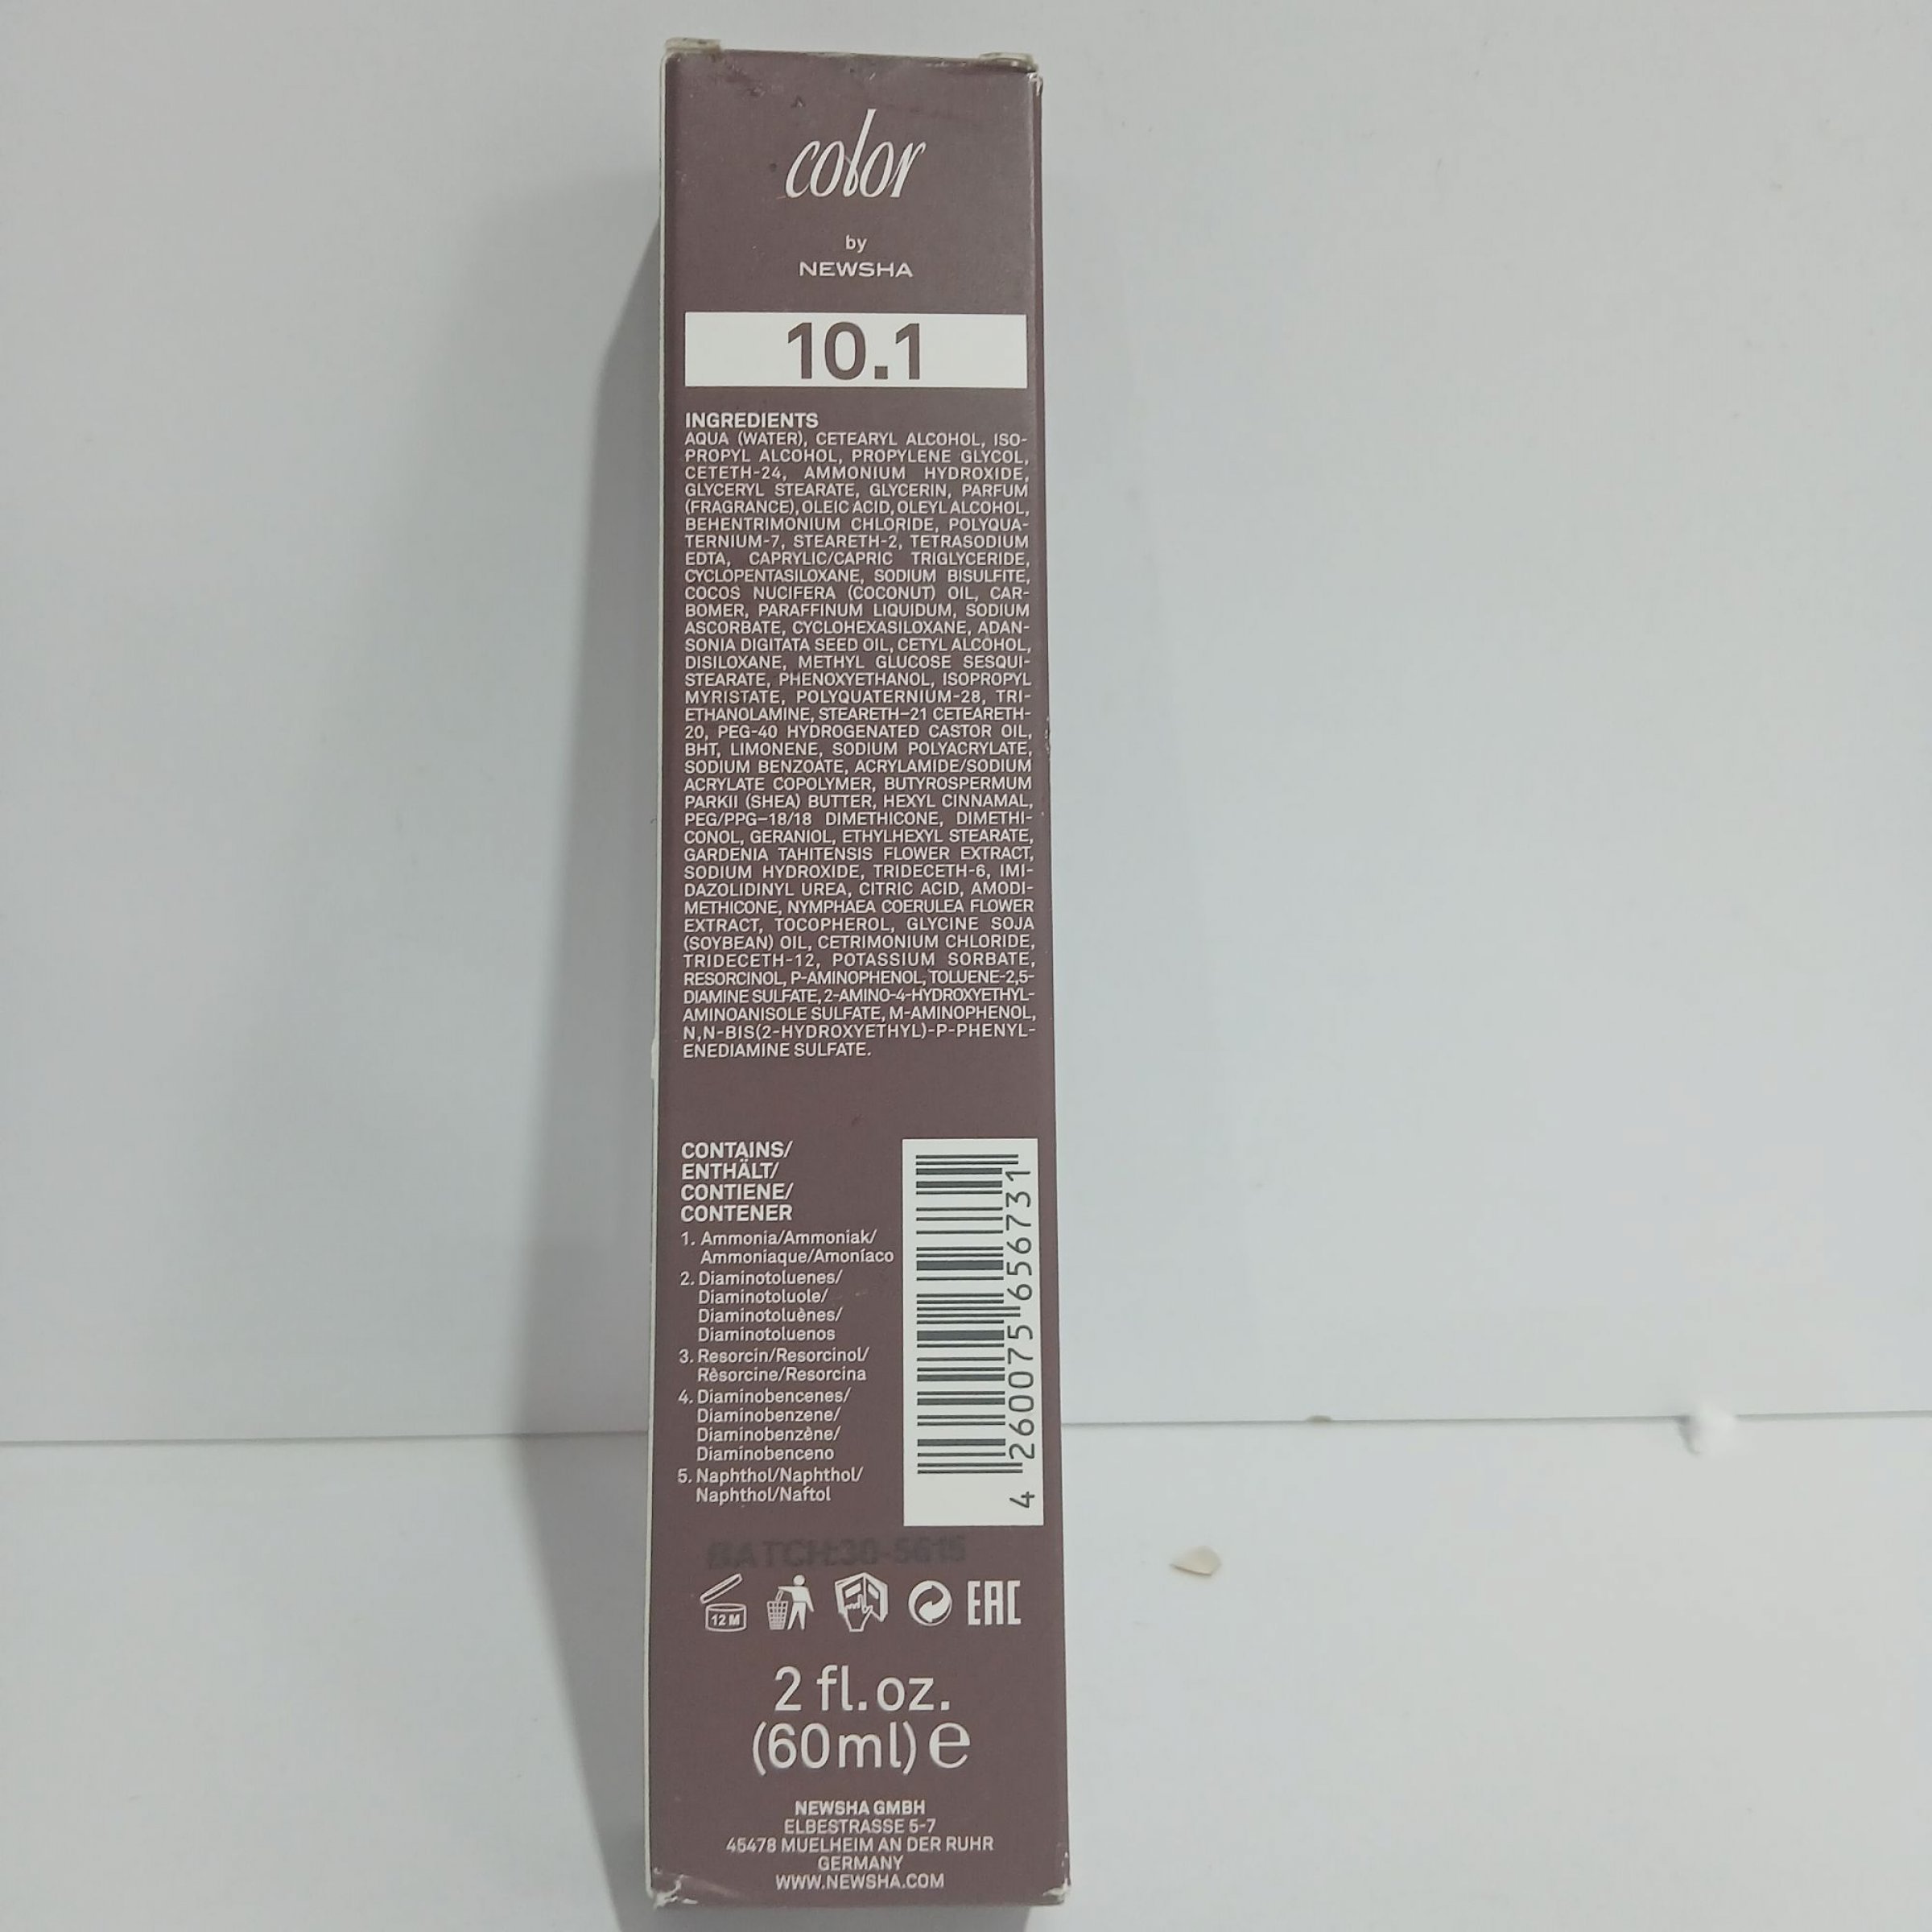 color
by
NEWSHA
10.1
INGREDIENTS
AQUA (WATER), CETEARYL ALCOHOL, ISO-
PROPYL ALCOHOL, PROPYLENE GLYCOL,
CETETH-24, AMMONIUM HYDROXIDE,
GLYCERYL STEARATE, GLYCERIN, PARFUM
(FRAGRANCE), OLEIC ACID, OLEYL ALCOHOL,
BEHENTRIMONIUM CHLORIDE, POLYQUA-
TERNIUM-7, STEARETH-2, TETRASODIUM
EDTA, CAPRYLIC/CAPRIC TRIGLYCERIDE,
CYCLOPENTASILOXANE, SODIUM BISULFITE,
COCOS NUCIFERA (COCONUT) OIL, CAR-
BOMER, PARAFFINUM LIQUIDUM, SODIUM
ASCORBATE, CYCLOHEXASILOXANE, ADAN-
SONIA DIGITATA SEED OIL, CETYL ALCOHOL,
DISILOXANE, METHYL GLUCOSE SESQUI-
STEARATE, PHENOXYETHANOL, ISOPROPYL
MYRISTATE, POLYQUATERNIUM-28, TRI-
ETHANOLAMINE, STEARETH-21 CETEARETH-
20, PEG-40 HYDROGENATED CASTOR OIL,
BHT, LIMONENE, SODIUM POLYACRYLATE,
SODIUM BENZOATE, ACRYLAMIDE/SODIUM
ACRYLATE COPOLYMER, BUTYROSPERMUM
PARKII (SHEA) BUTTER, HEXYL CINNAMAL,
PEG/PPG-18/18 DIMETHICONE, DIMETHI-
CONOL, GERANIOL, ETHYLHEXYL STEARATE,
GARDENIA TAHITENSIS FLOWER EXTRACT,
SODIUM HYDROXIDE, TRIDECETH-6, IMI-
DAZOLIDINYL UREA, CITRIC ACID, AMODI-
METHICONE, NYMPHAEA COERULEA FLOWER
EXTRACT, TOCOPHEROL, GLYCINE SOJA
(SOYBEAN) OIL, CETRIMONIUM CHLORIDE,
TRIDECETH-12, POTASSIUM SORBATE,
RESORCINOL, P-AMINOPHENOL, TOLUENE-2,5-
DIAMINE SULFATE, 2-AMINO-4-HYDROXYETHYL-
AMINOANISOLE SULFATE, M-AMINOPHENOL,
N,N-BIS(2-HYDROXYETHYL)-P-PHENYL-
ENEDIAMINE SULFATE.
CONTAINS/
ENTHÄLT/
CONTIENE/
CONTENER
1. Ammonia/Ammoniak/
Ammoniaque/Amoníaco
2. Diaminotoluenes/
Diaminotoluole/
Diaminotoluènes/
Diaminotoluenos
3. Resorcin/Resorcinol/
Rèsorcine/Resorcina
4. Diaminobencenes/
Diaminobenzene/
Diaminobenzène/
Diaminobenceno
5. Naphthol/Naphthol/
Naphthol/Naftol
4 260075 656731
BATCH:30-5615
12 M
EAC
2 fl.oz.
(60ml) e
NEWSHA GMBH
ELBESTRASSE 5-7
45478 MUELHEIM AN DER RUHR
GERMANY
WWW.NEWSHA.COM